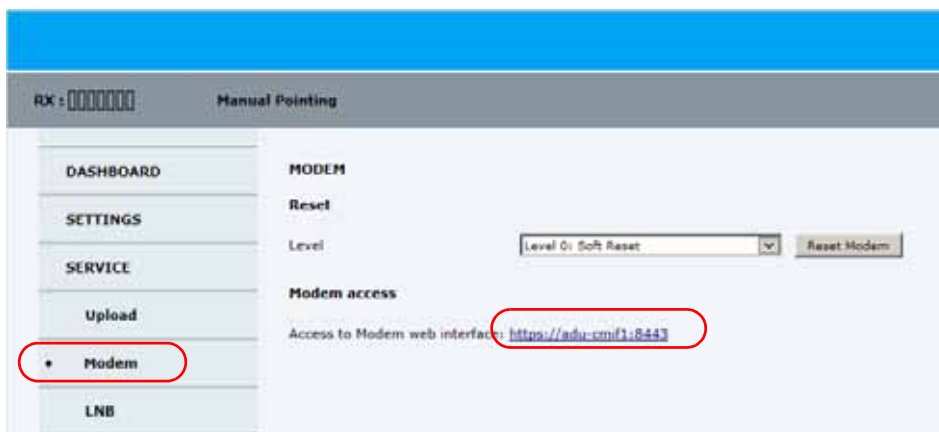 RX : Manual Pointing
DASHBOARD
SETTINGS
SERVICE
Upload
• Modem
LNB
MODEM
Reset
Level Level 0: Soft Reset Reset Modem
Modem access
Access to Modem web interface: https://adu-cmif1:8443